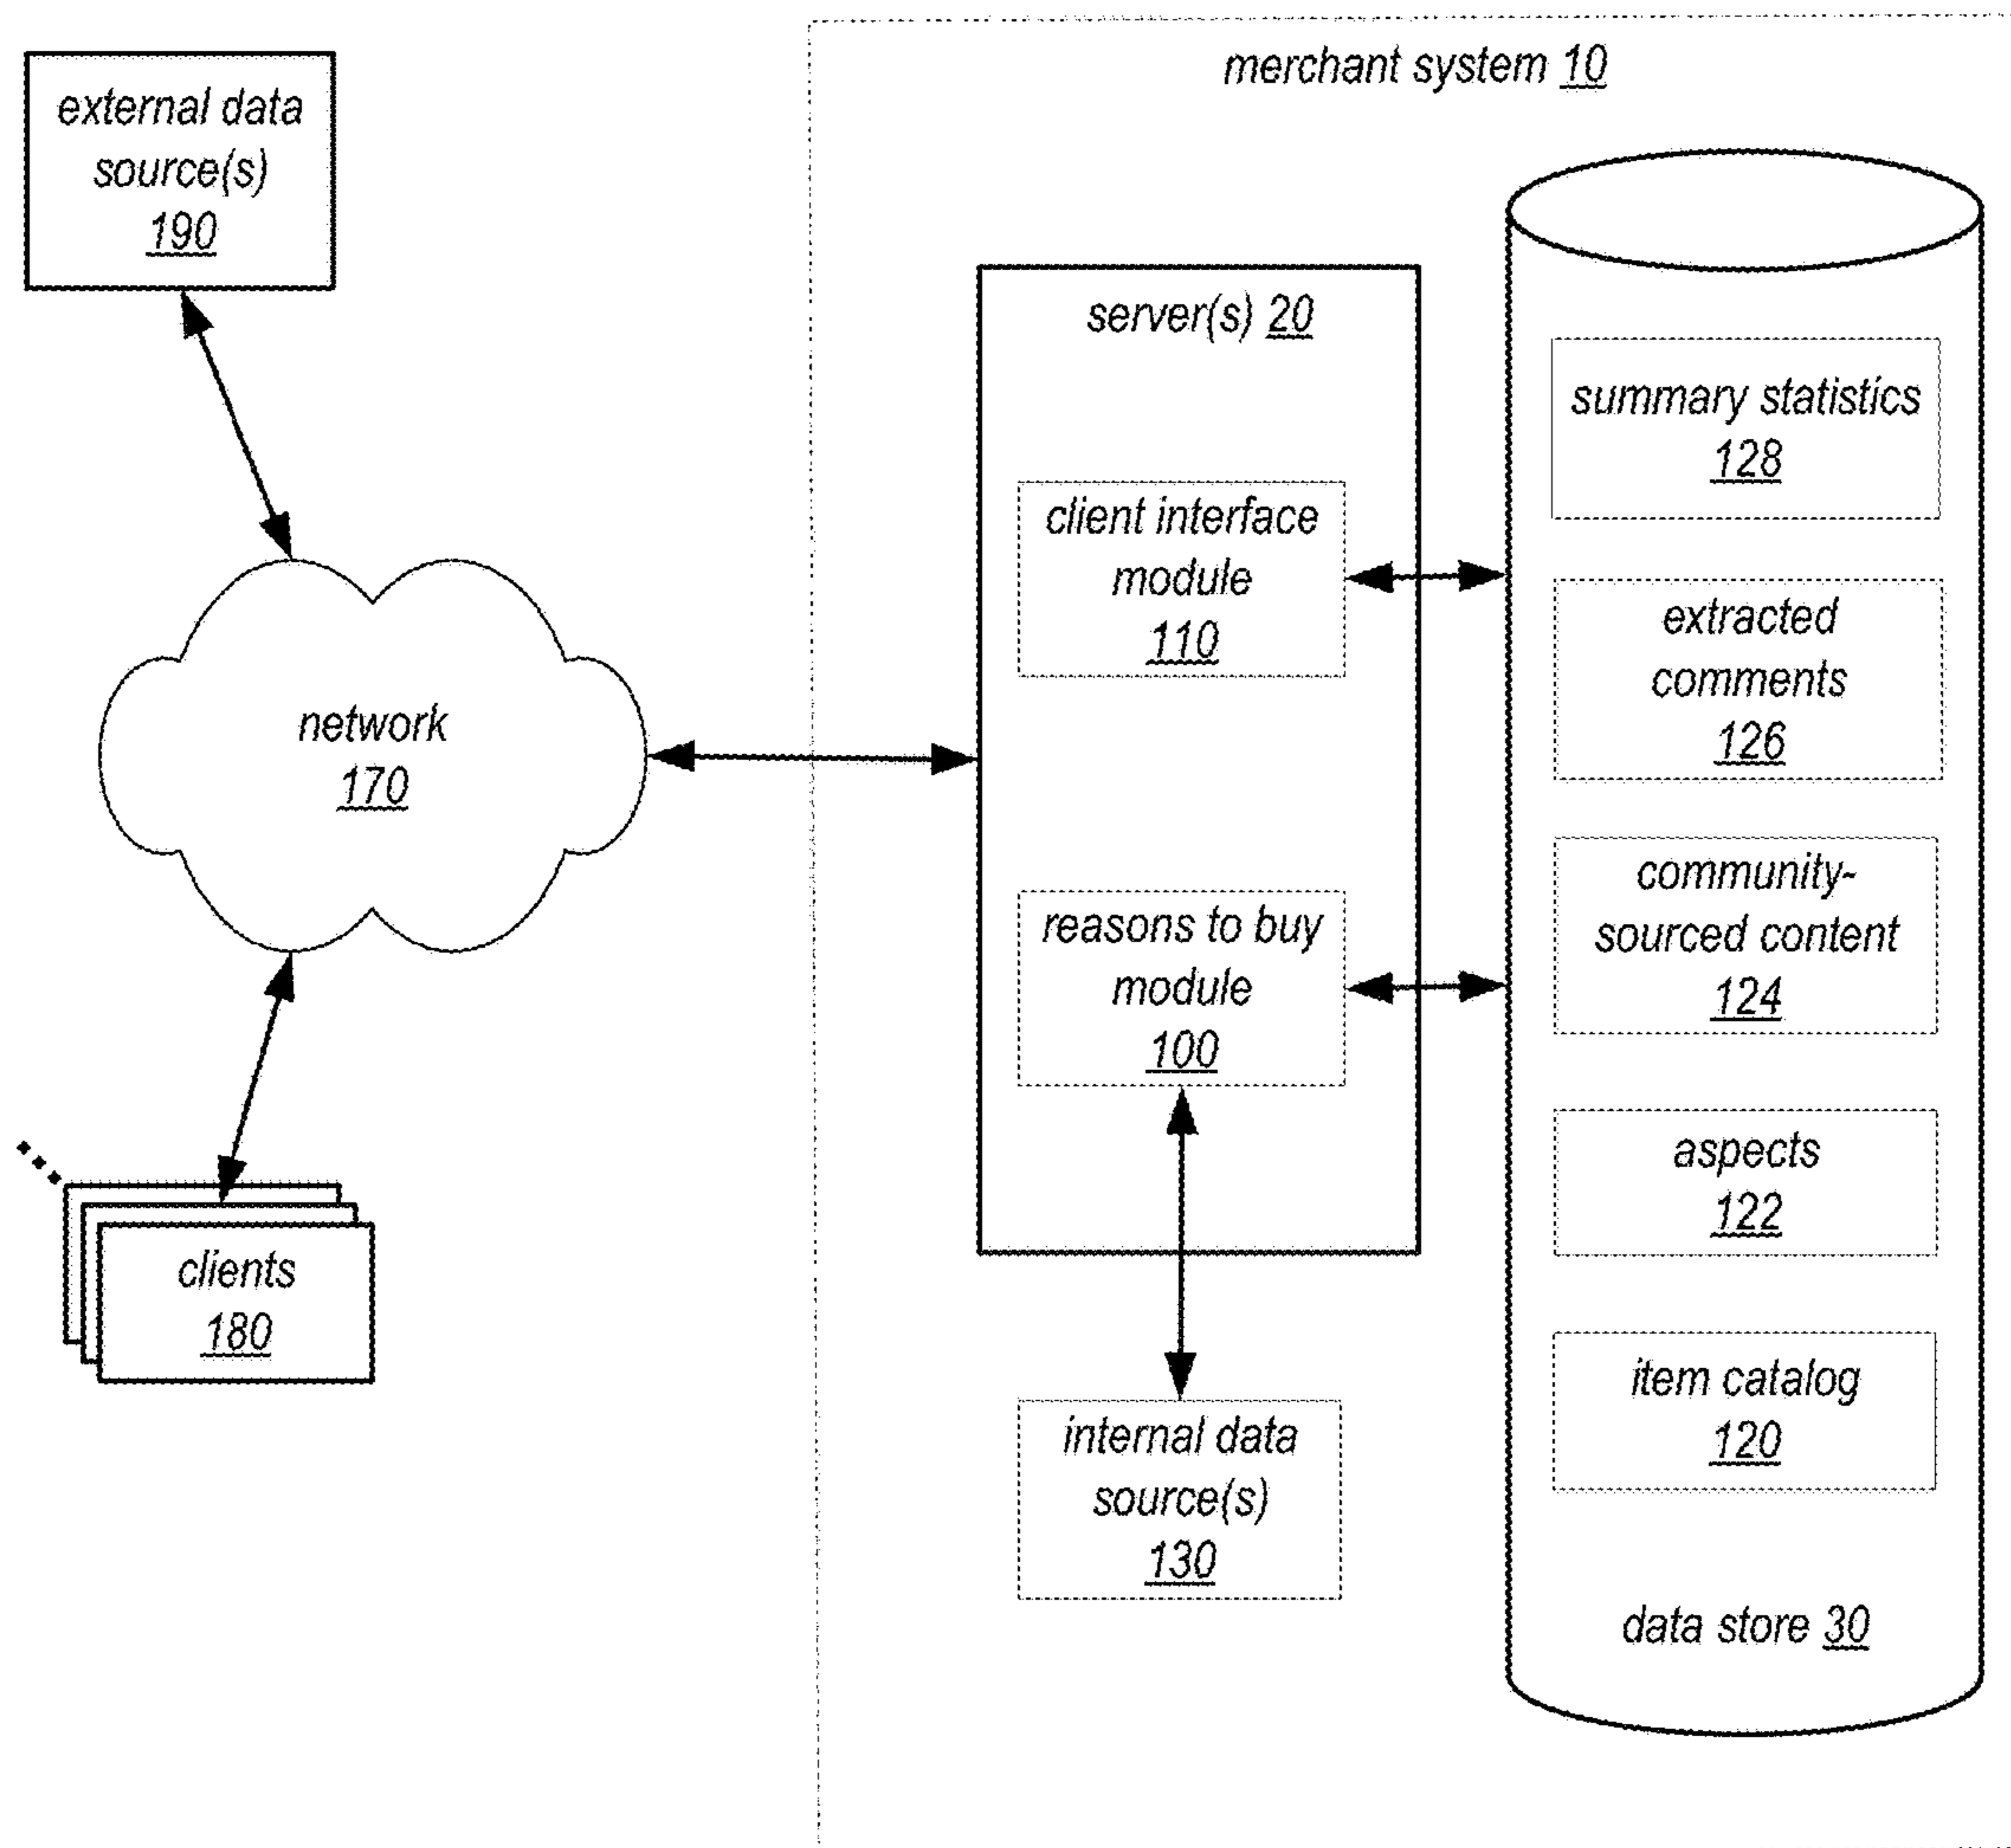 merchant system 10
external data
source(s)
190
network
170
clients
180
server(s) 20
client interface
module
110
reasons to buy
module
100
internal data
source(s)
130
summary statistics
128
extracted
comments
126
community-
sourced content
124
aspects
122
item catalog
120
data store 30